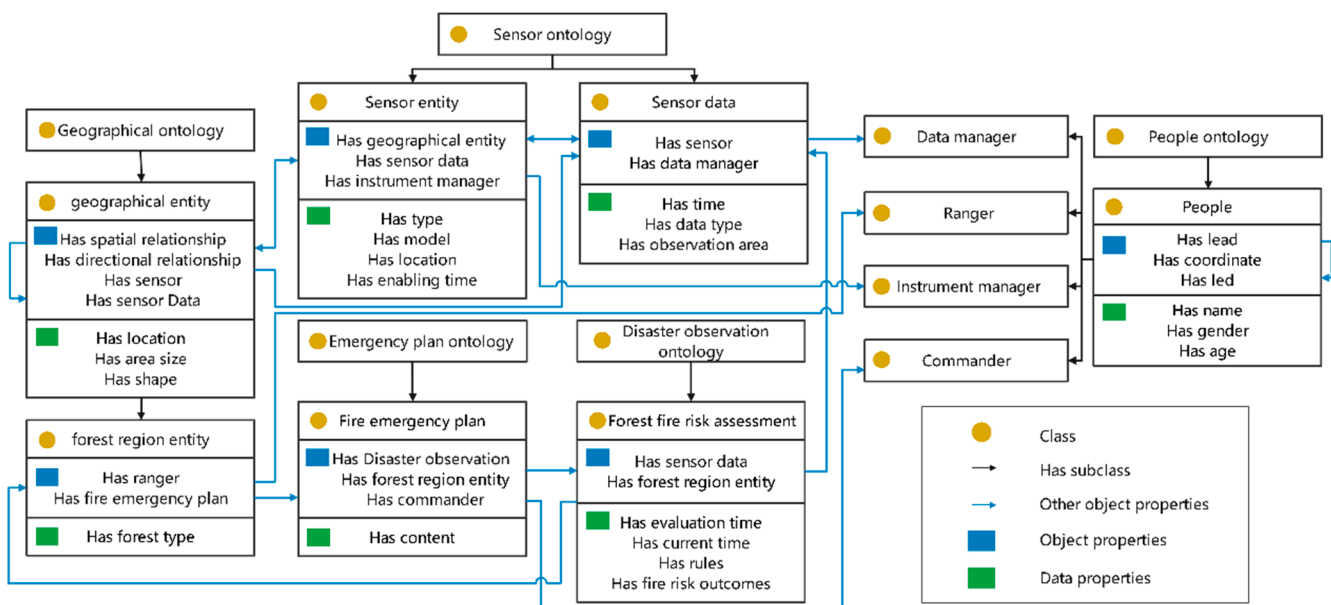 Sensor ontology
Sensor entity
Has geographical entity
Has sensor data
Has instrument manager
Has type
Has model
Has location
Has enabling time
Sensor data
Has sensor
Has data manager
Has time
Has data type
Has observation area
Geographical ontology
geographical entity
Has spatial relationship
Has directional relationship
Has sensor
Has sensor Data
Has location
Has area size
Has shape
forest region entity
Has ranger
Has fire emergency plan
Has forest type
Emergency plan ontology
Fire emergency plan
Has Disaster observation
Has forest region entity
Has commander
Has content
Disaster observation
ontology
Forest fire risk assessment
Has sensor data
Has forest region entity
Has evaluation time
Has current time
Has rules
Has fire risk outcomes
Data manager
Ranger
Instrument manager
Commander
People ontology
People
Has lead
Has coordinate
Has led
Has name
Has gender
Has age
Class
Has subclass
Other object properties
Object properties
Data properties